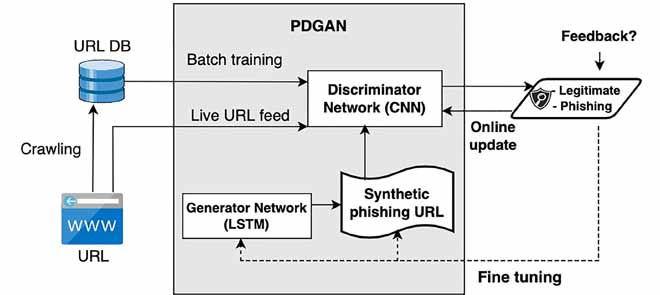 PDGAN
URL DB
Feedback?
Batch training
Discriminator
Network (CNN)
- Legitimate
- Phishing
Live URL feed
Online
update
Crawling
Synthetic
phishing URL
Generator Network
(LSTM)
WWW
URL
Fine tuning